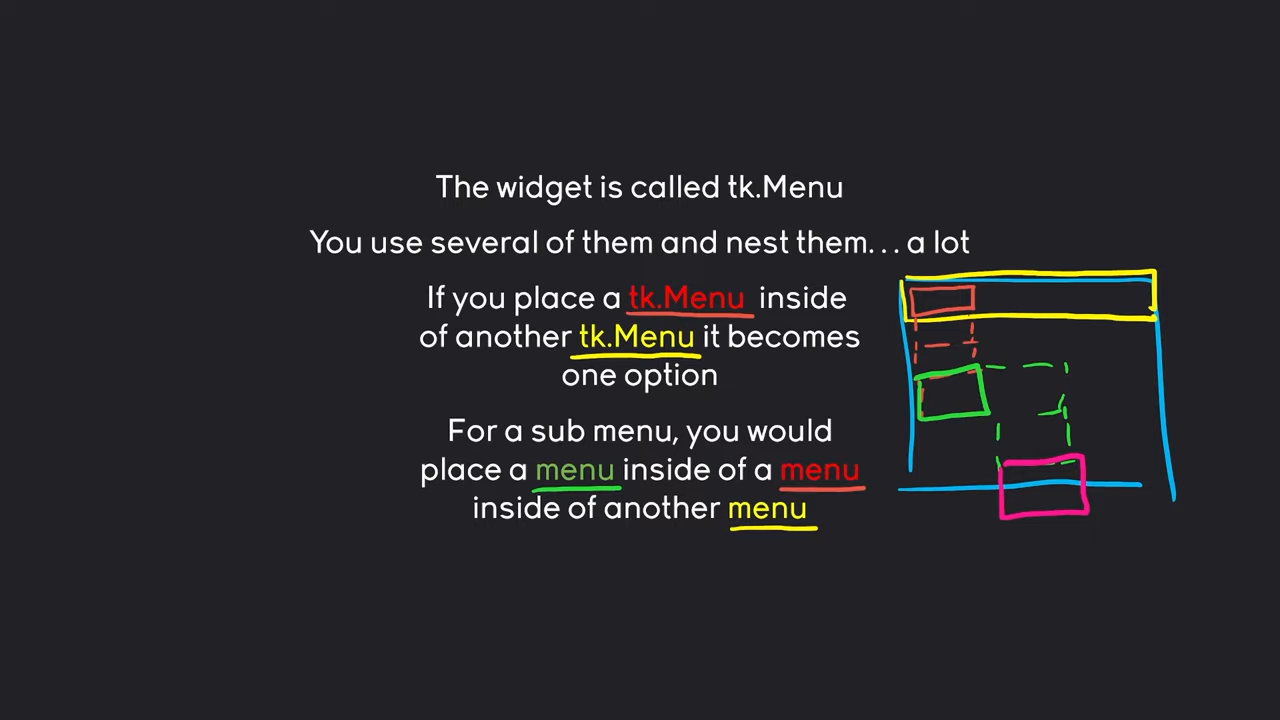 The widget is called tk.Menu
You use several of them and nest them... a lot
If you place a tk.Menu inside
of another tk.Menu it becomes
one option
For a sub menu, you would
place a menu inside of a menu
inside of another menu